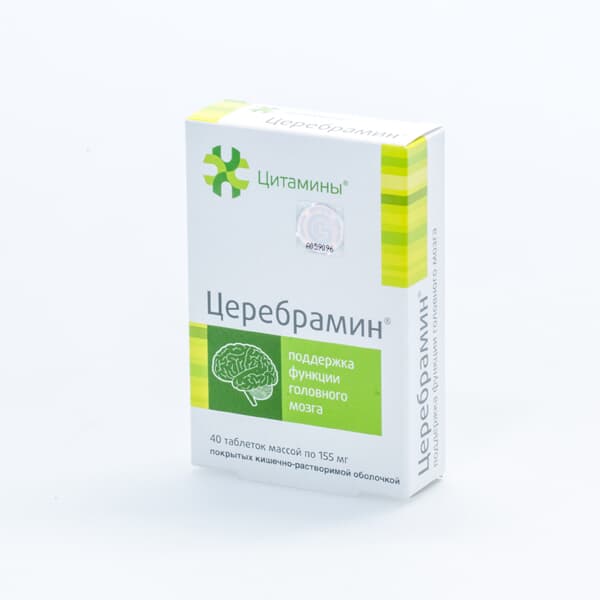 Церебрамин®
Цитамины®
A059096
Церебрамин®
поддержка
функции
головного
мозга
40 таблеток массой по 155 мг
покрытых кишечно-растворимой оболочкой
Церебрамин®
поддержка функции головного мозга